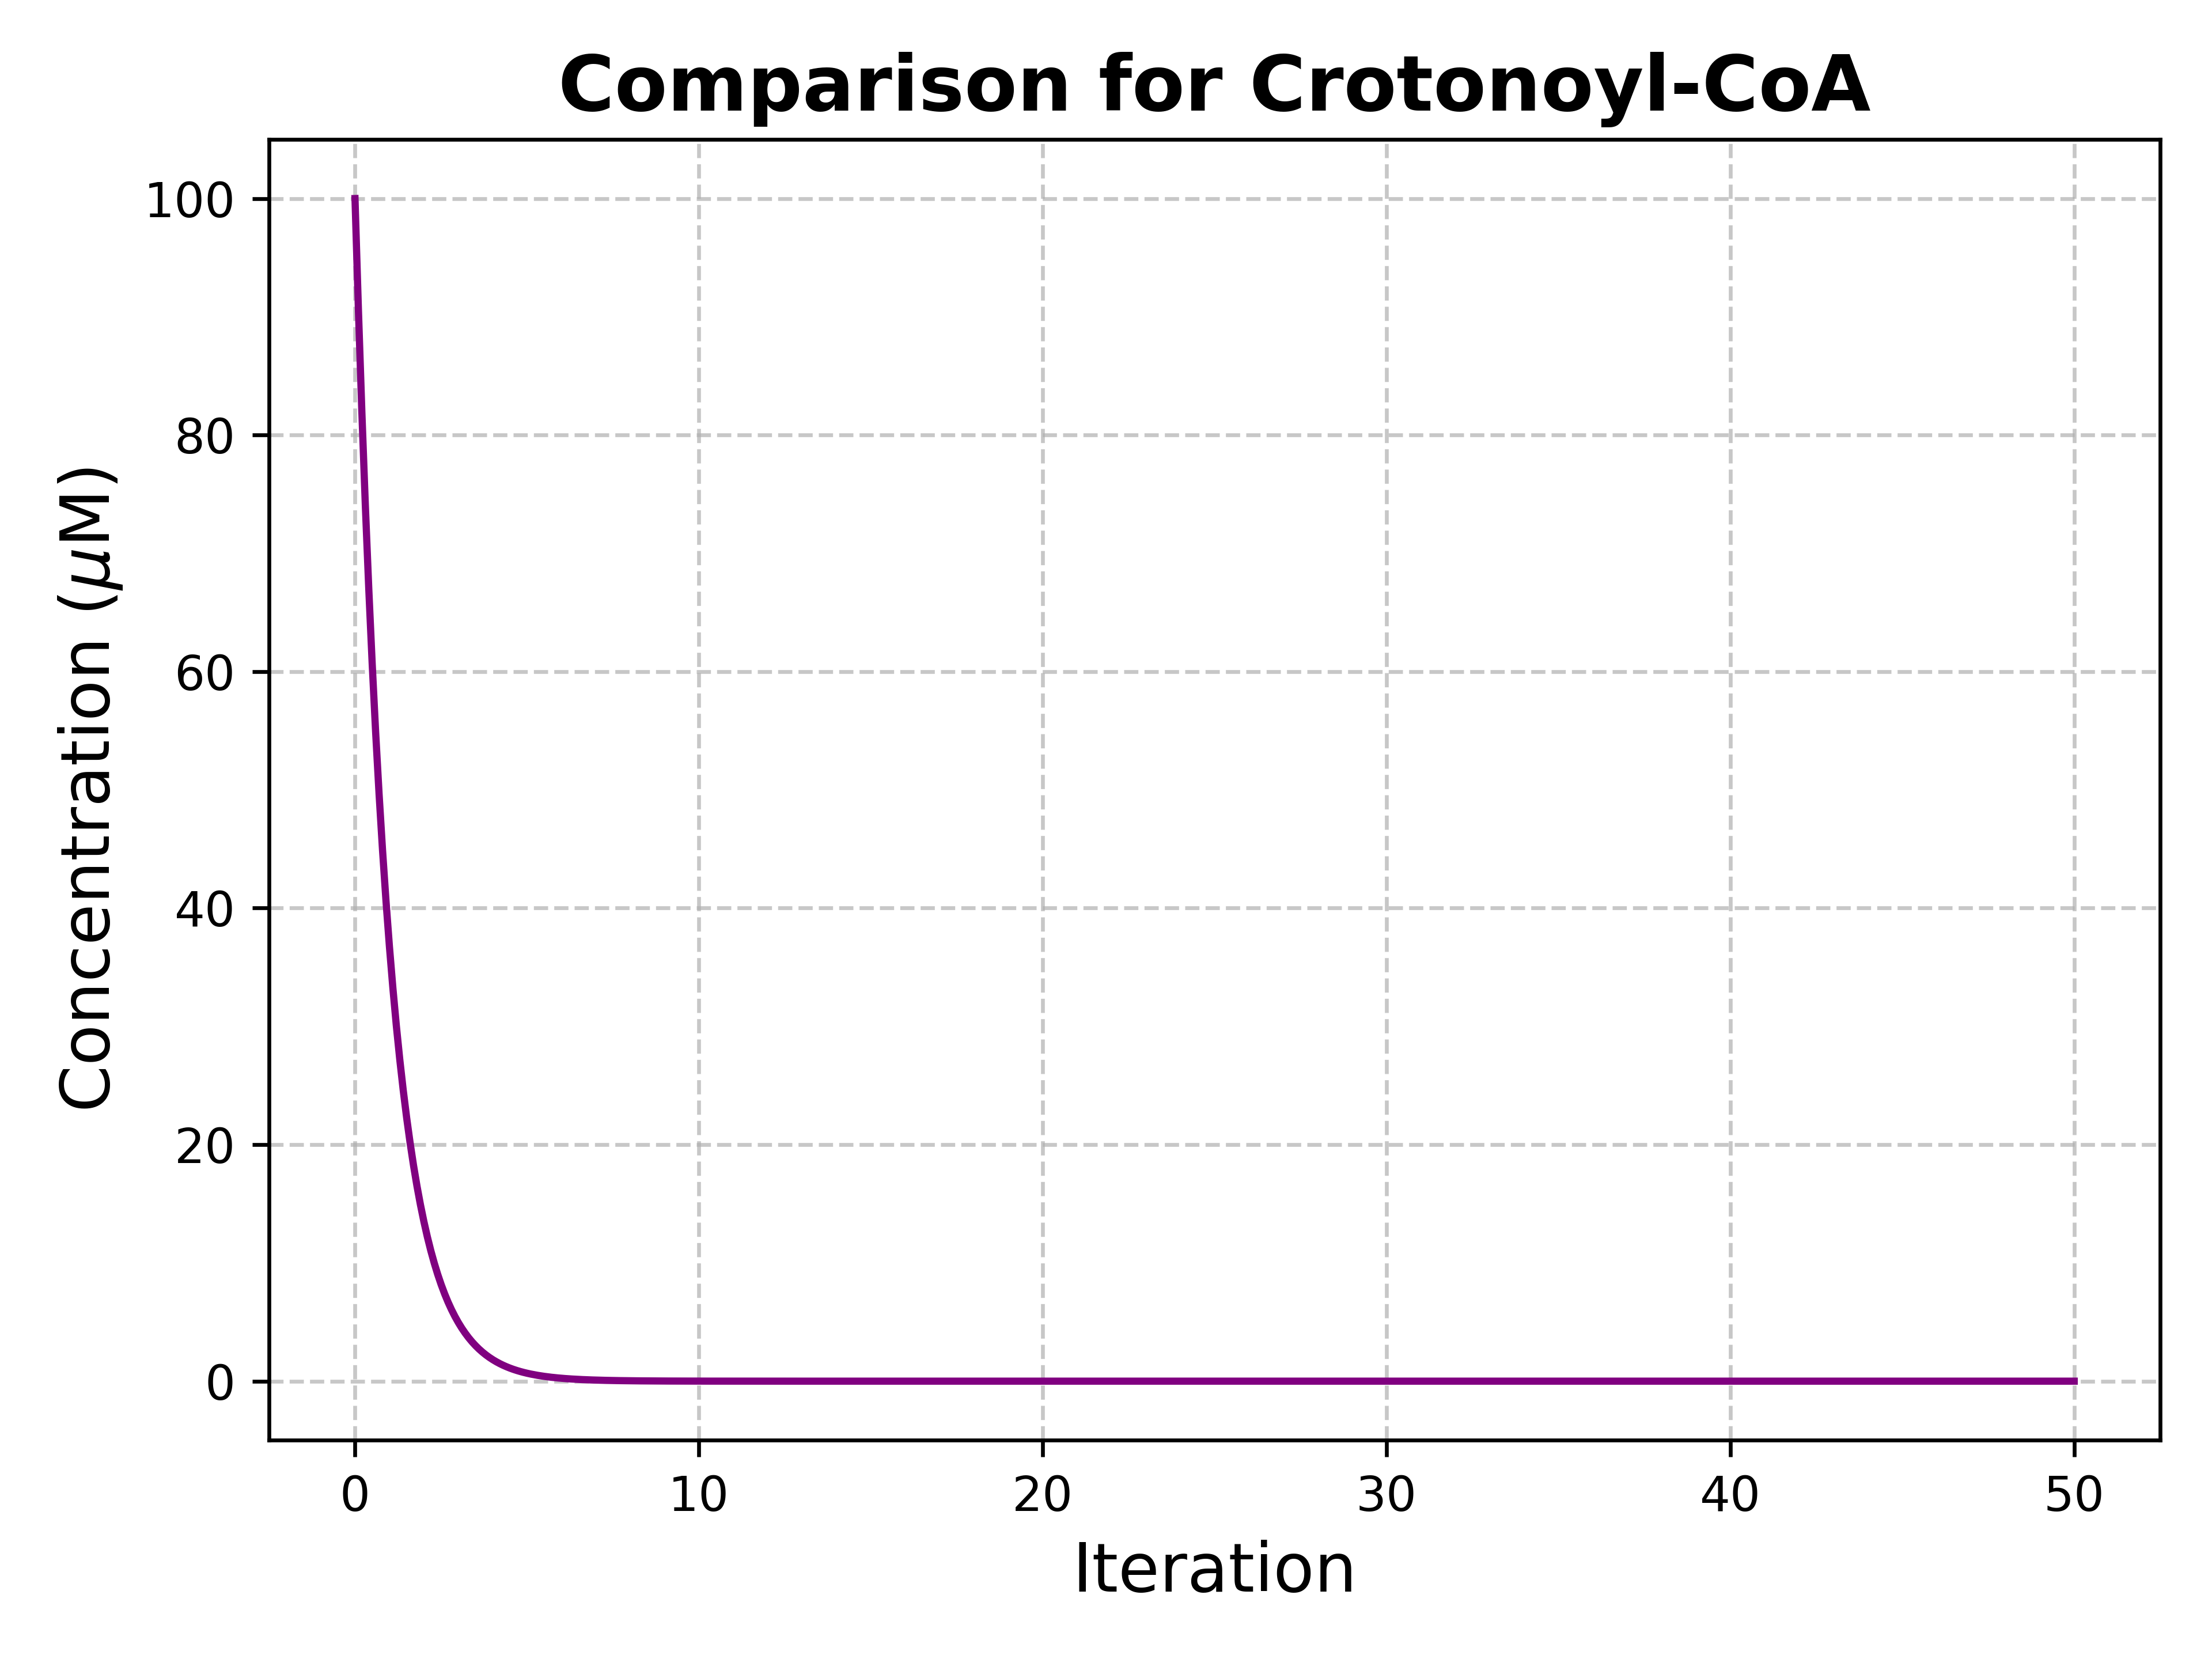 Comparison for Crotonoyl-CoA
Concentration (μM)
100
80
60
40
20
0
0 10 20 30 40 50
Iteration